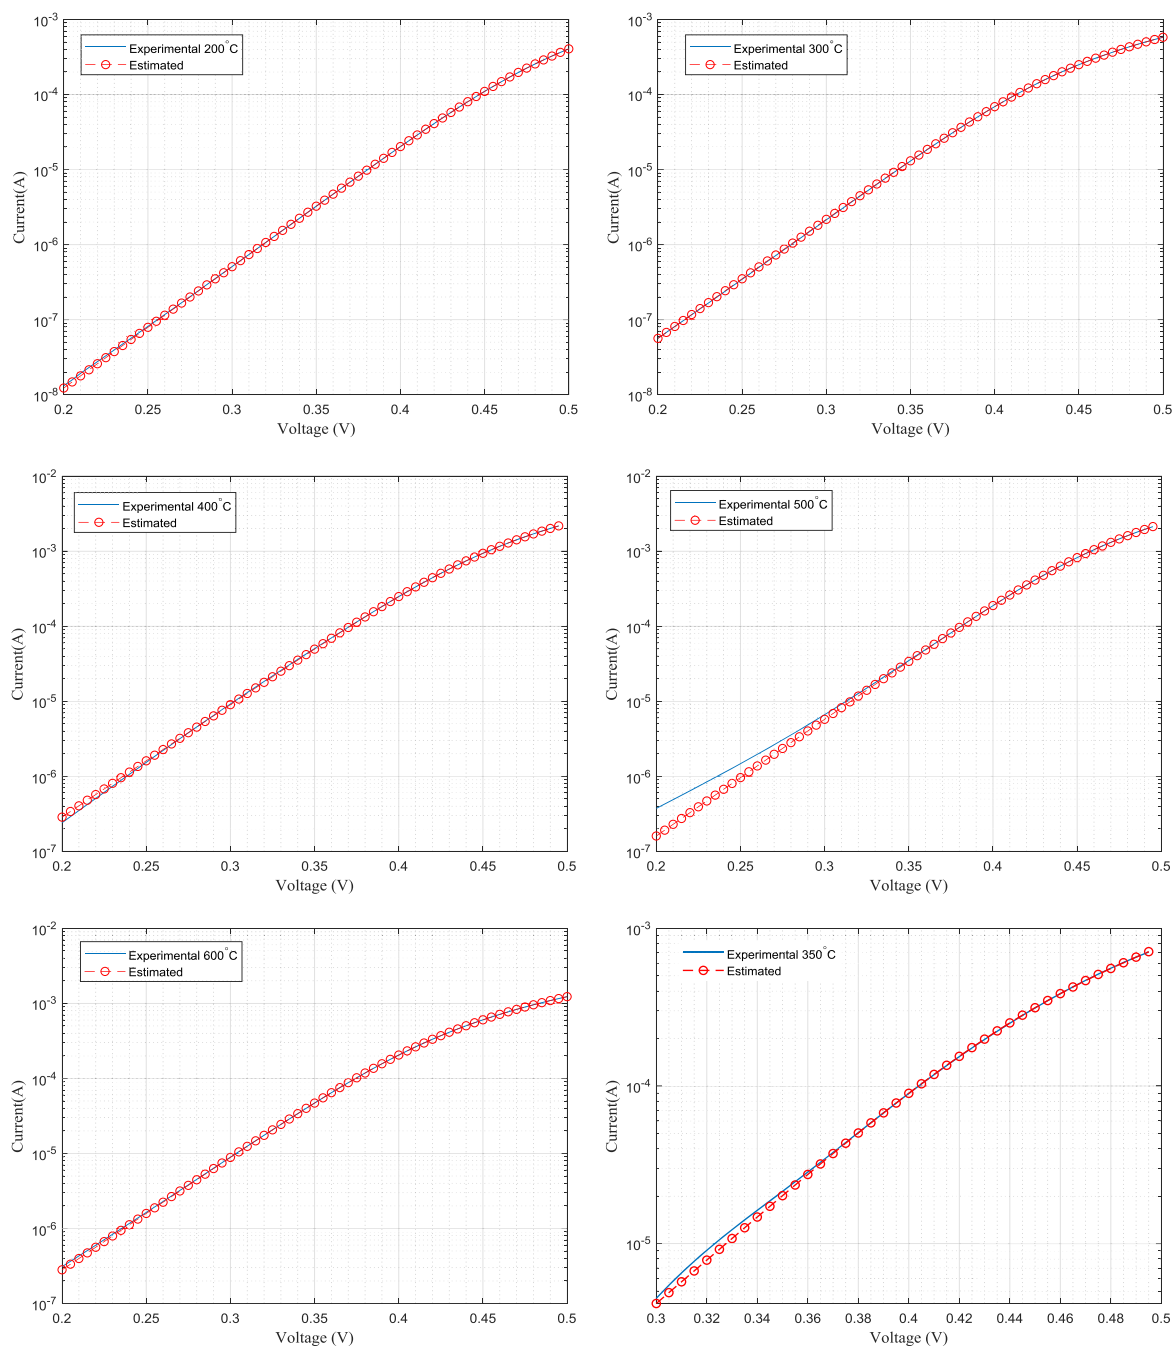 10^-3
10^-4
10^-5
10^-6
10^-7
10^-8
Current(A)
Experimental 200°C
Estimated
0.2 0.25 0.3 0.35 0.4 0.45 0.5
Voltage (V)
10^-3
10^-4
10^-5
10^-6
10^-7
10^-8
Current(A)
Experimental 300°C
Estimated
0.2 0.25 0.3 0.35 0.4 0.45 0.5
Voltage (V)
10^-2
10^-3
10^-4
10^-5
10^-6
10^-7
Current(A)
Experimental 400°C
Estimated
0.2 0.25 0.3 0.35 0.4 0.45 0.5
Voltage (V)
10^-2
10^-3
10^-4
10^-5
10^-6
10^-7
Current(A)
Experimental 500°C
Estimated
0.2 0.25 0.3 0.35 0.4 0.45 0.5
Voltage (V)
10^-2
10^-3
10^-4
10^-5
10^-6
10^-7
Current(A)
Experimental 600°C
Estimated
0.2 0.25 0.3 0.35 0.4 0.45 0.5
Voltage (V)
10^-3
10^-4
10^-5
Current(A)
Experimental 350°C
Estimated
0.3 0.32 0.34 0.36 0.38 0.4 0.42 0.44 0.46 0.48 0.5
Voltage (V)